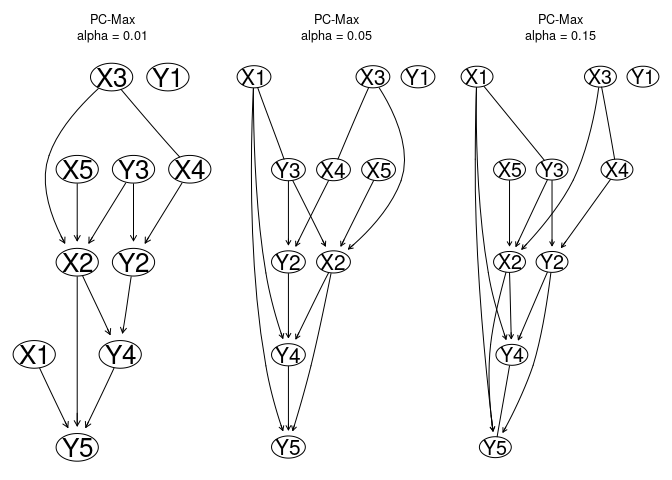 PC-Max
alpha = 0.01
X3
Y1
X5
Y3
X4
X2
Y2
X1
Y4
Y5
PC-Max
alpha = 0.05
X1
X3
Y1
Y3
X4
X5
Y2
X2
Y4
Y5
PC-Max
alpha = 0.15
X1
X3
Y1
X5
Y3
X4
X2
Y2
Y4
Y5